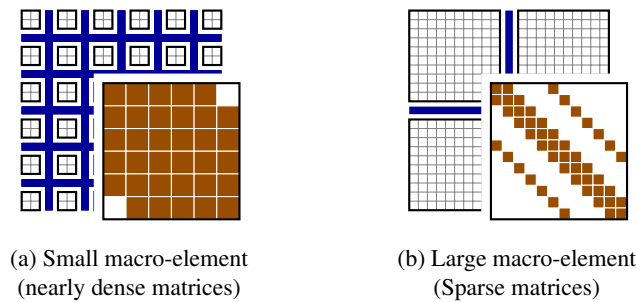 (a) Small macro-element
(nearly dense matrices)
(b) Large macro-element
(Sparse matrices)